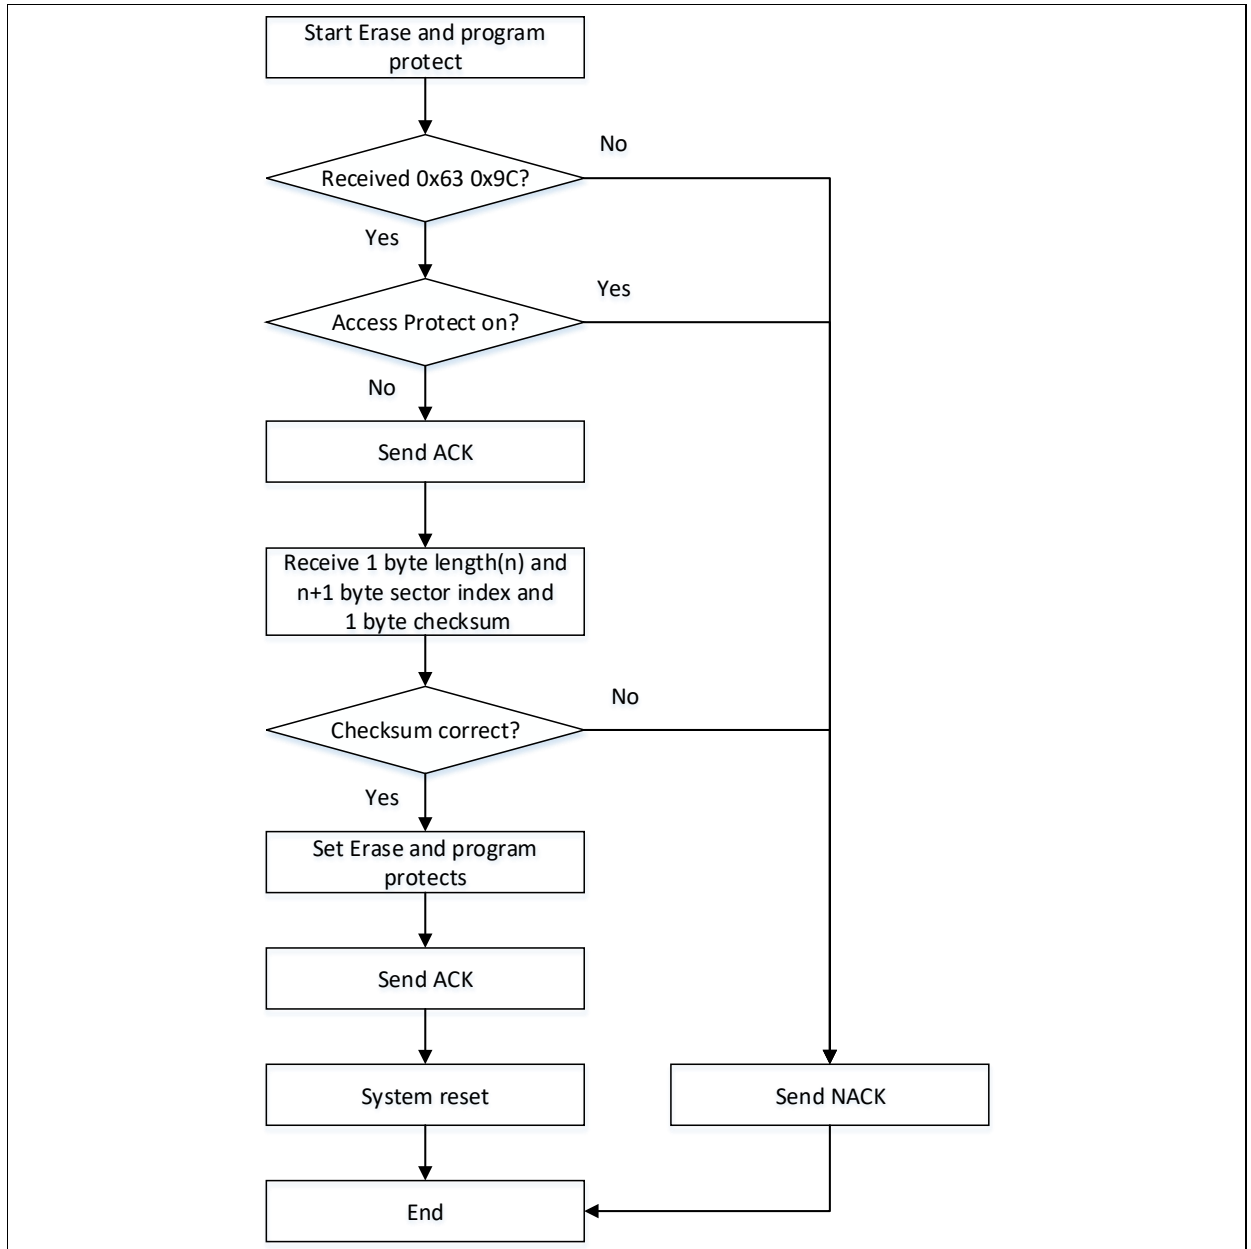 Start Erase and program
protect
No
Received 0x63 0x9C?
Yes
Yes
Access Protect on?
No
Send ACK
Receive 1 byte length(n) and
n+1 byte sector index and
1 byte checksum
No
Checksum correct?
Yes
Set Erase and program
protects
Send ACK
System reset
Send NACK
End